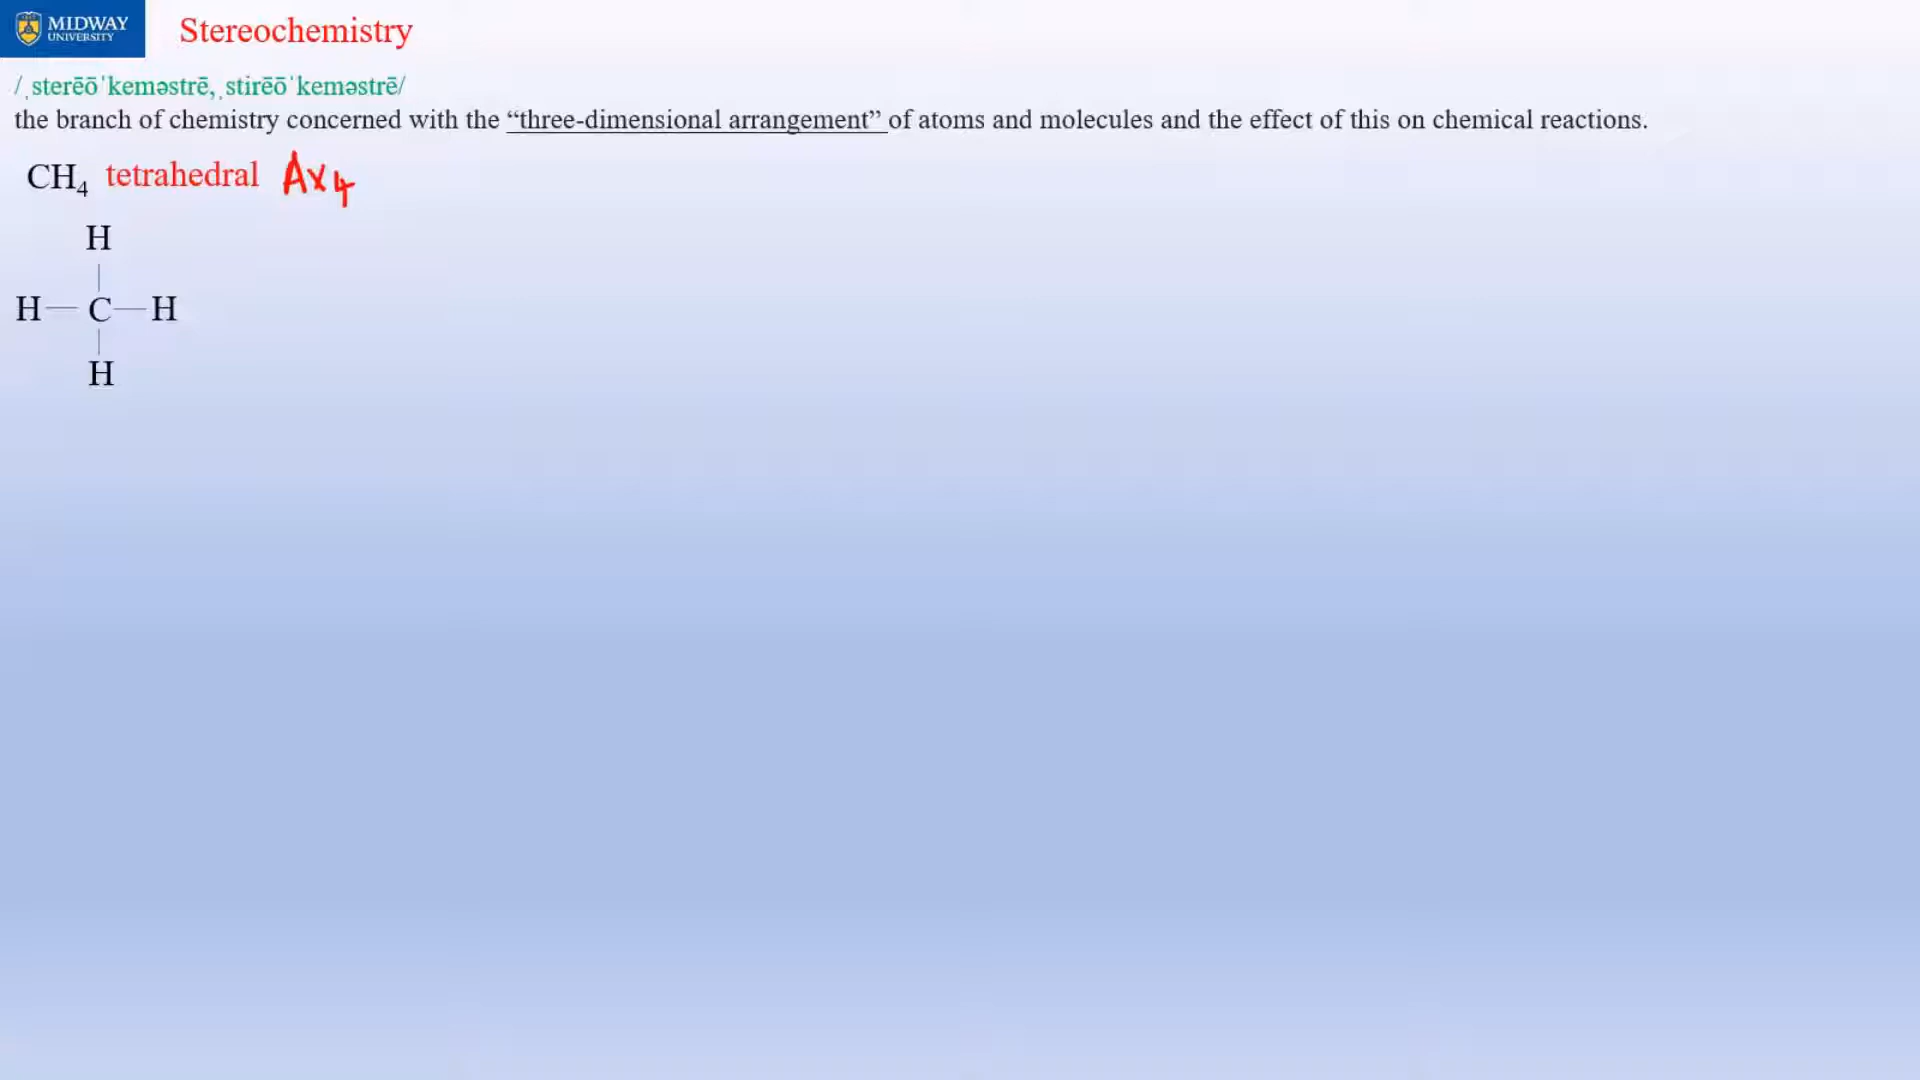 MIDWAY
UNIVERSITY
Stereochemistry
/ˌsterēōˈkeməstrē,ˌstirēōˈkeməstrē/
the branch of chemistry concerned with the “three-dimensional arrangement” of atoms and molecules and the effect of this on chemical reactions.
CH₄ tetrahedral Ax₄
H
H — C — H
H